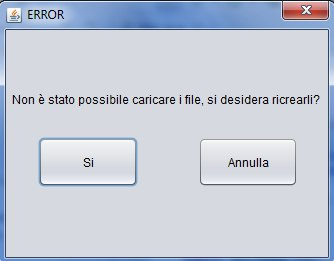 ERROR
Non è stato possibile caricare i file, si desidera ricrearli?
Si
Annulla